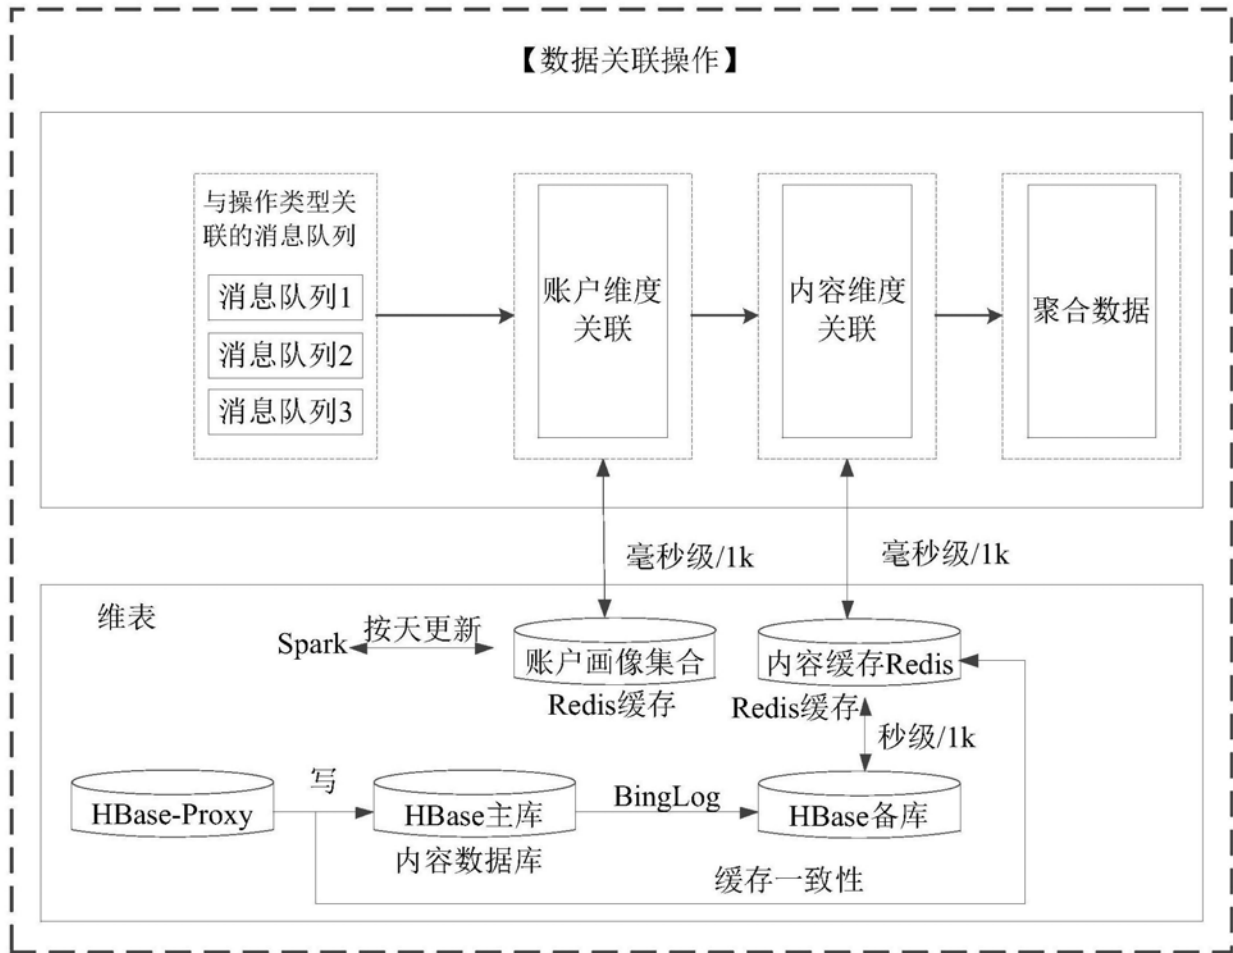 【数据关联操作】
与操作类型关
联的消息队列
消息队列1
消息队列2
消息队列3
账户维度
关联
内容维度
关联
聚合数据
毫秒级/1k
毫秒级/1k
维表
Spark
按天更新
账户画像集合
Redis缓存
内容缓存Redis
Redis缓存
秒级/1k
HBase-Proxy
写
HBase主库
内容数据库
BingLog
HBase备库
缓存一致性